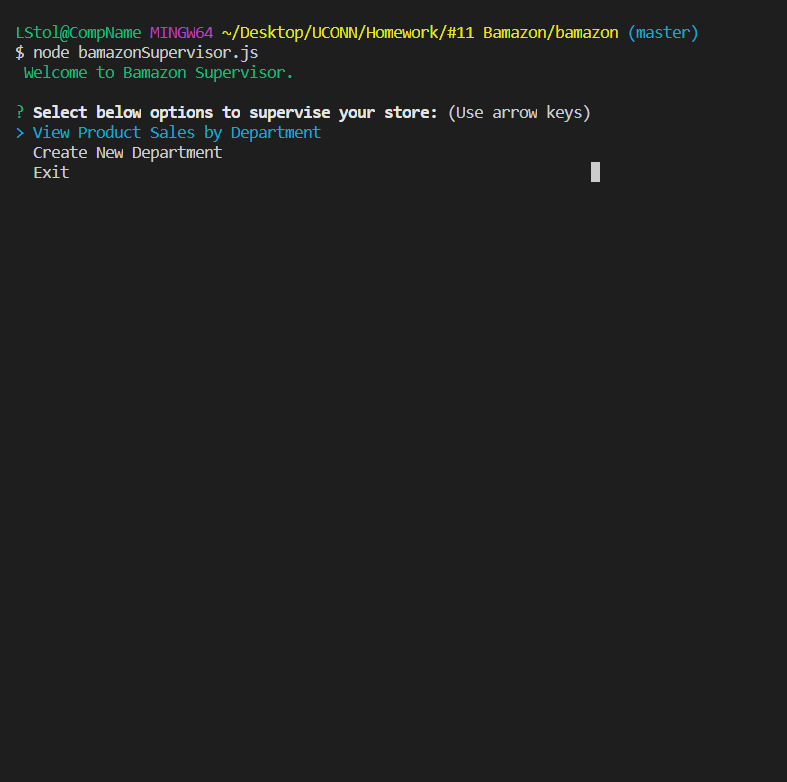 LStol@CompName MINGW64 ~/Desktop/UCONN/Homework/#11 Bamazon/bamazon (master)
$ node bamazonSupervisor.js
Welcome to Bamazon Supervisor.
? Select below options to supervise your store: (Use arrow keys)
> View Product Sales by Department
Create New Department
Exit